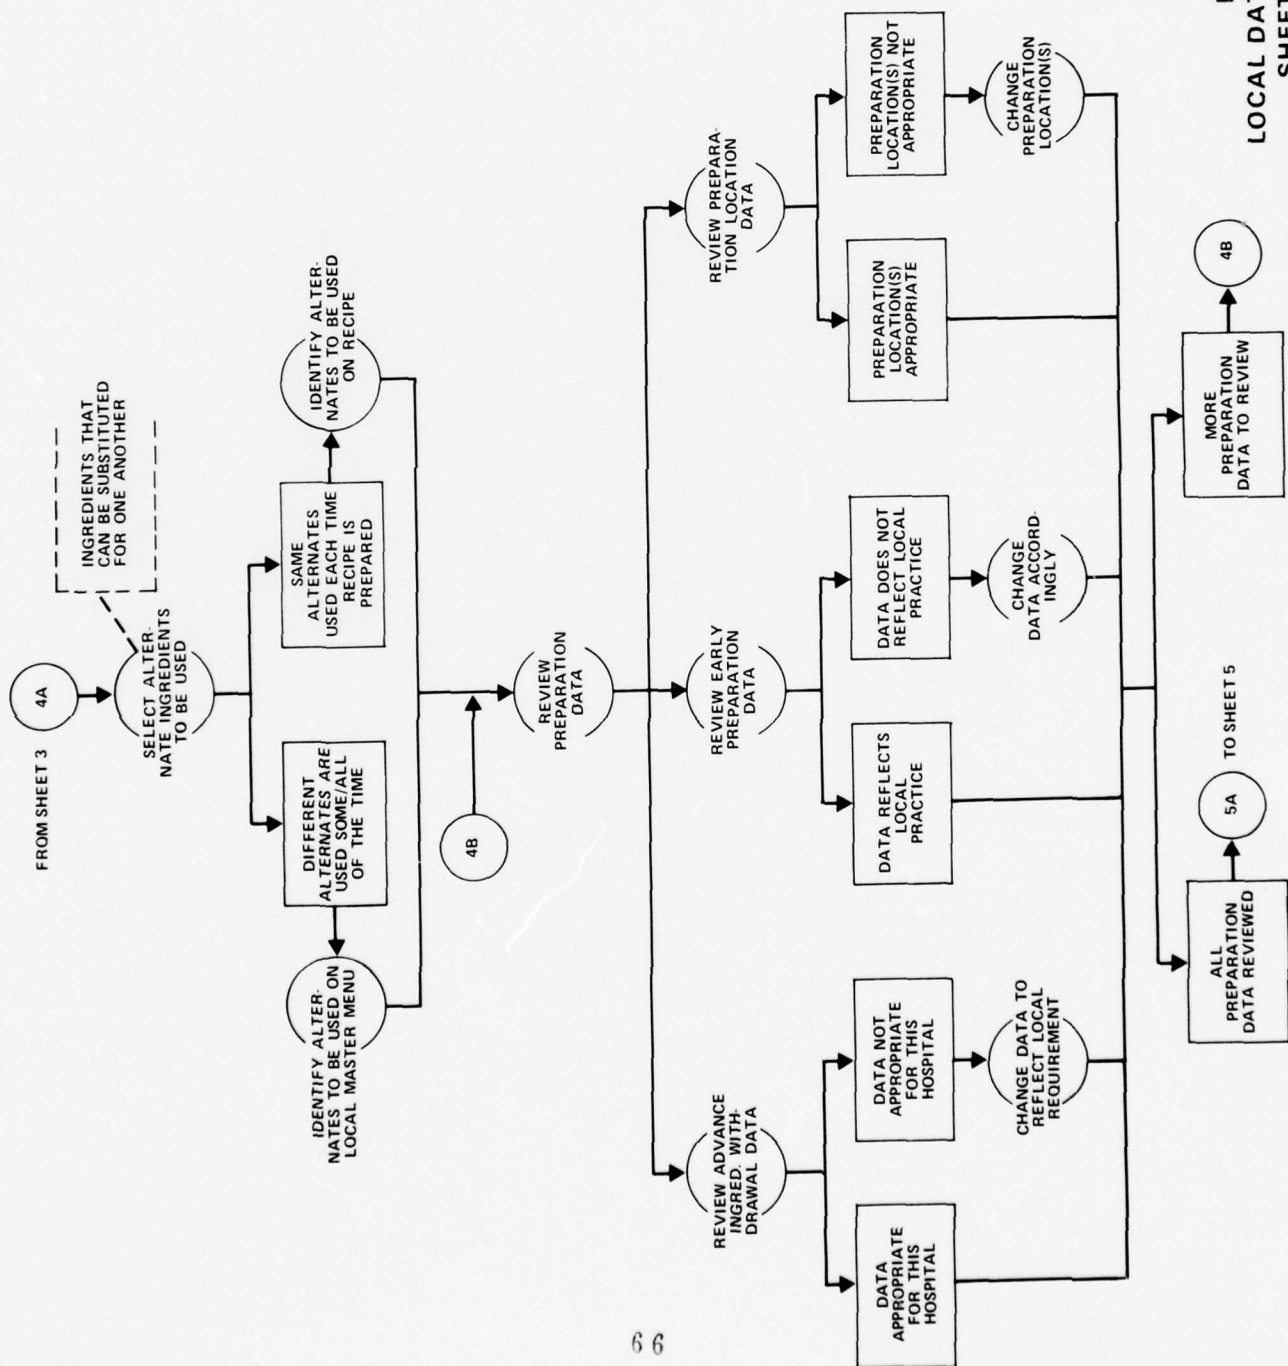 FROM SHEET 3
4A
INGREDIENTS THAT
CAN BE SUBSTITUTED
FOR ONE ANOTHER
SELECT ALTER-
NATE INGREDIENTS
TO BE USED
DIFFERENT
ALTERNATES ARE
USED SOME/ALL
OF THE TIME
SAME
ALTERNATES
USED EACH TIME
RECIPE IS
PREPARED
IDENTIFY ALTER-
NATES TO BE USED ON
LOCAL MASTER MENU
IDENTIFY ALTER-
NATES TO BE USED
ON RECIPE
4B
REVIEW
PREPARATION
DATA
REVIEW ADVANCE
INGRED. WITH-
DRAWAL DATA
REVIEW EARLY
PREPARATION
DATA
REVIEW PREPARA-
TION LOCATION
DATA
DATA
APPROPRIATE
FOR THIS
HOSPITAL
DATA NOT
APPROPRIATE
FOR THIS
HOSPITAL
DATA REFLECTS
LOCAL
PRACTICE
DATA DOES NOT
REFLECT LOCAL
PRACTICE
PREPARATION
LOCATION(S)
APPROPRIATE
PREPARATION
LOCATION(S) NOT
APPROPRIATE
CHANGE DATA TO
REFLECT LOCAL
REQUIREMENT
CHANGE
DATA ACCORD-
INGLY
CHANGE
PREPARATION
LOCATION(S)
ALL
PREPARATION
DATA REVIEWED
5A
TO SHEET 5
MORE
PREPARATION
DATA TO REVIEW
4B
LOCAL DAT
SHEET
66